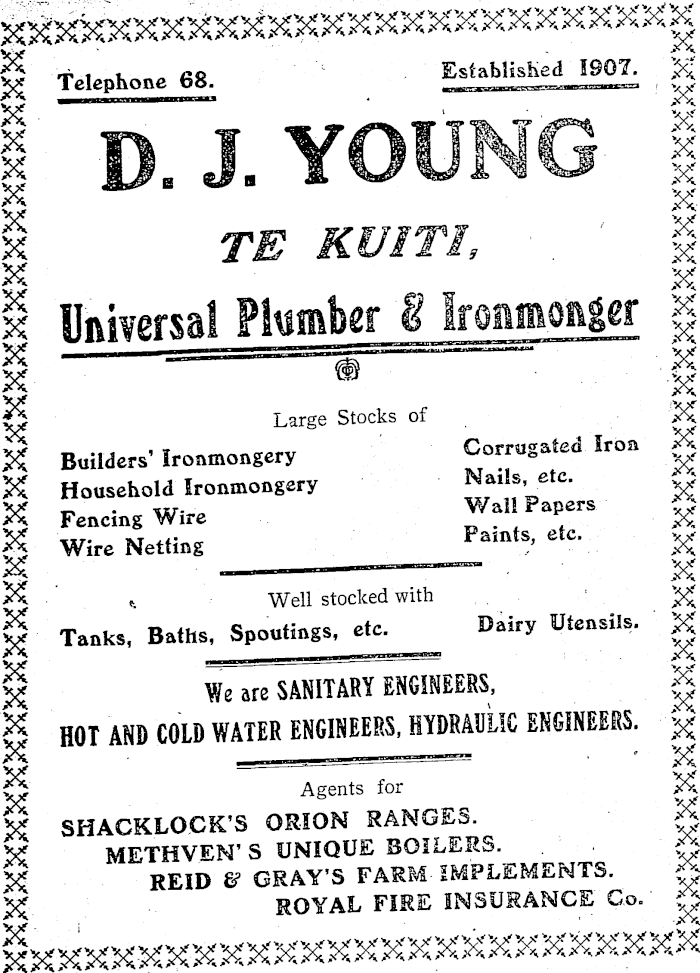 Telephone 68. Established 1907.
D. J. YOUNG
TE KUITI,
Universal Plumber & Ironmonger
Large Stocks of
Builders' Ironmongery Corrugated Iron
Household Ironmongery Nails, etc.
Fencing Wire Wall Papers
Wire Netting Paints, etc.
Well stocked with
Tanks, Baths, Spoutings, etc. Dairy Utensils.
We are SANITARY ENGINEERS,
HOT AND COLD WATER ENGINEERS, HYDRAULIC ENGINEERS.
Agents for
SHACKLOCK'S ORION RANGES.
METHVEN'S UNIQUE BOILERS.
REID & GRAY'S FARM IMPLEMENTS.
ROYAL FIRE INSURANCE Co.